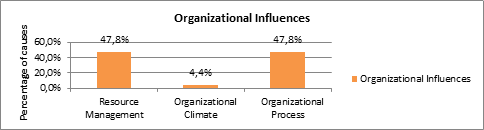 Organizational Influences
Percentage of causes
60,0%
40,0%
20,0%
0,0%
47,8%
4,4%
47,8%
Resource
Management
Organizational
Climate
Organizational
Process
Organizational Influences